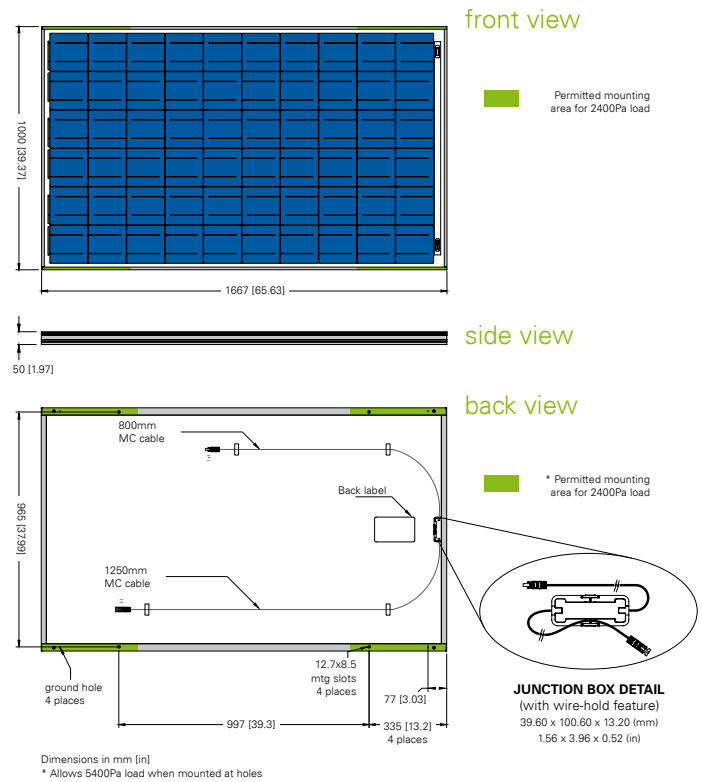 front view
Permitted mounting
area for 2400Pa load
1000 [39.37]
1667 [65.63]
side view
50 [1.97]
back view
800mm
MC cable
* Permitted mounting
area for 2400Pa load
Back label
965 [37.99]
1250mm
MC cable
12.7x8.5
mtg slots
4 places
ground hole
4 places
77 [3.03]
997 [39.3]
335 [13.2]
4 places
JUNCTION BOX DETAIL
(with wire-hold feature)
39.60 x 100.60 x 13.20 (mm)
1.56 x 3.96 x 0.52 (in)
Dimensions in mm [in]
* Allows 5400Pa load when mounted at holes